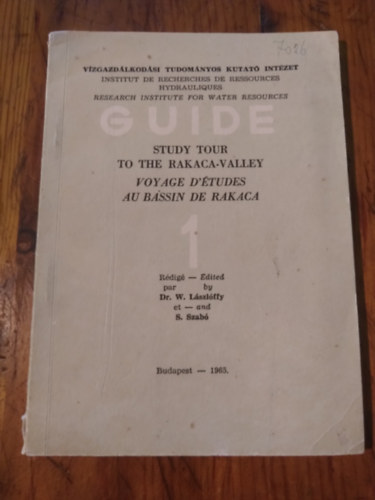 7026
VÍZGAZDÁLKODÁSI TUDOMÁNYOS KUTATÓ INTÉZET
INSTITUT DE RECHERCHES DE RESSOURCES
HYDRAULIQUES
RESEARCH INSTITUTE FOR WATER RESOURCES
GUIDE
STUDY TOUR
TO THE RAKACA-VALLEY
VOYAGE D'ÉTUDES
AU BASSIN DE RAKACA
1
Rédigé — Edited
par by
Dr. W. Lászlóffy
et — and
S. Szabó
Budapest — 1965.